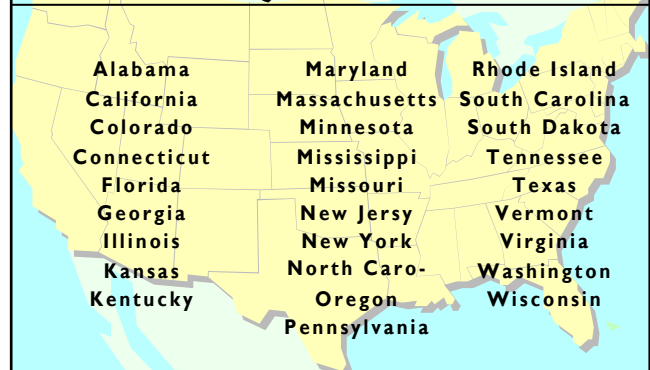 Alabama
California
Colorado
Connecticut
Florida
Georgia
Illinois
Kansas
Kentucky
Maryland
Massachusetts
Minnesota
Mississippi
Missouri
New Jersy
New York
North Caro-
Oregon
Pennsylvania
Rhode Island
South Carolina
South Dakota
Tennessee
Texas
Vermont
Virginia
Washington
Wisconsin